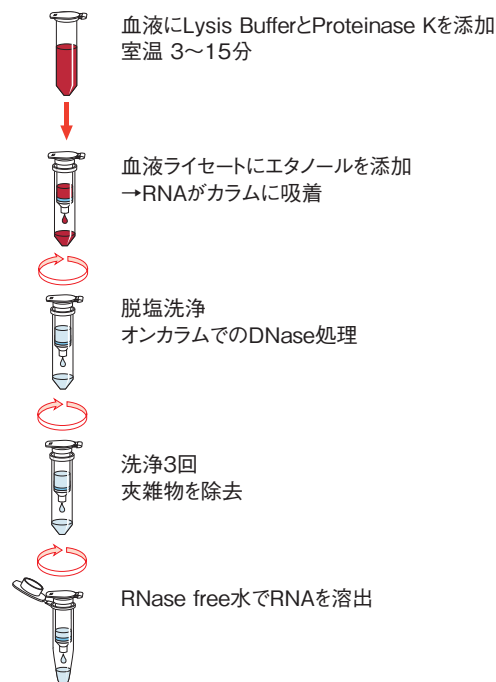 血液にLysis BufferとProteinase Kを添加
室温 3〜15分
血液ライセートにエタノールを添加
→RNAがカラムに吸着
脱塩洗浄
オンカラムでのDNase処理
洗浄3回
夾雑物を除去
RNase free水でRNAを溶出